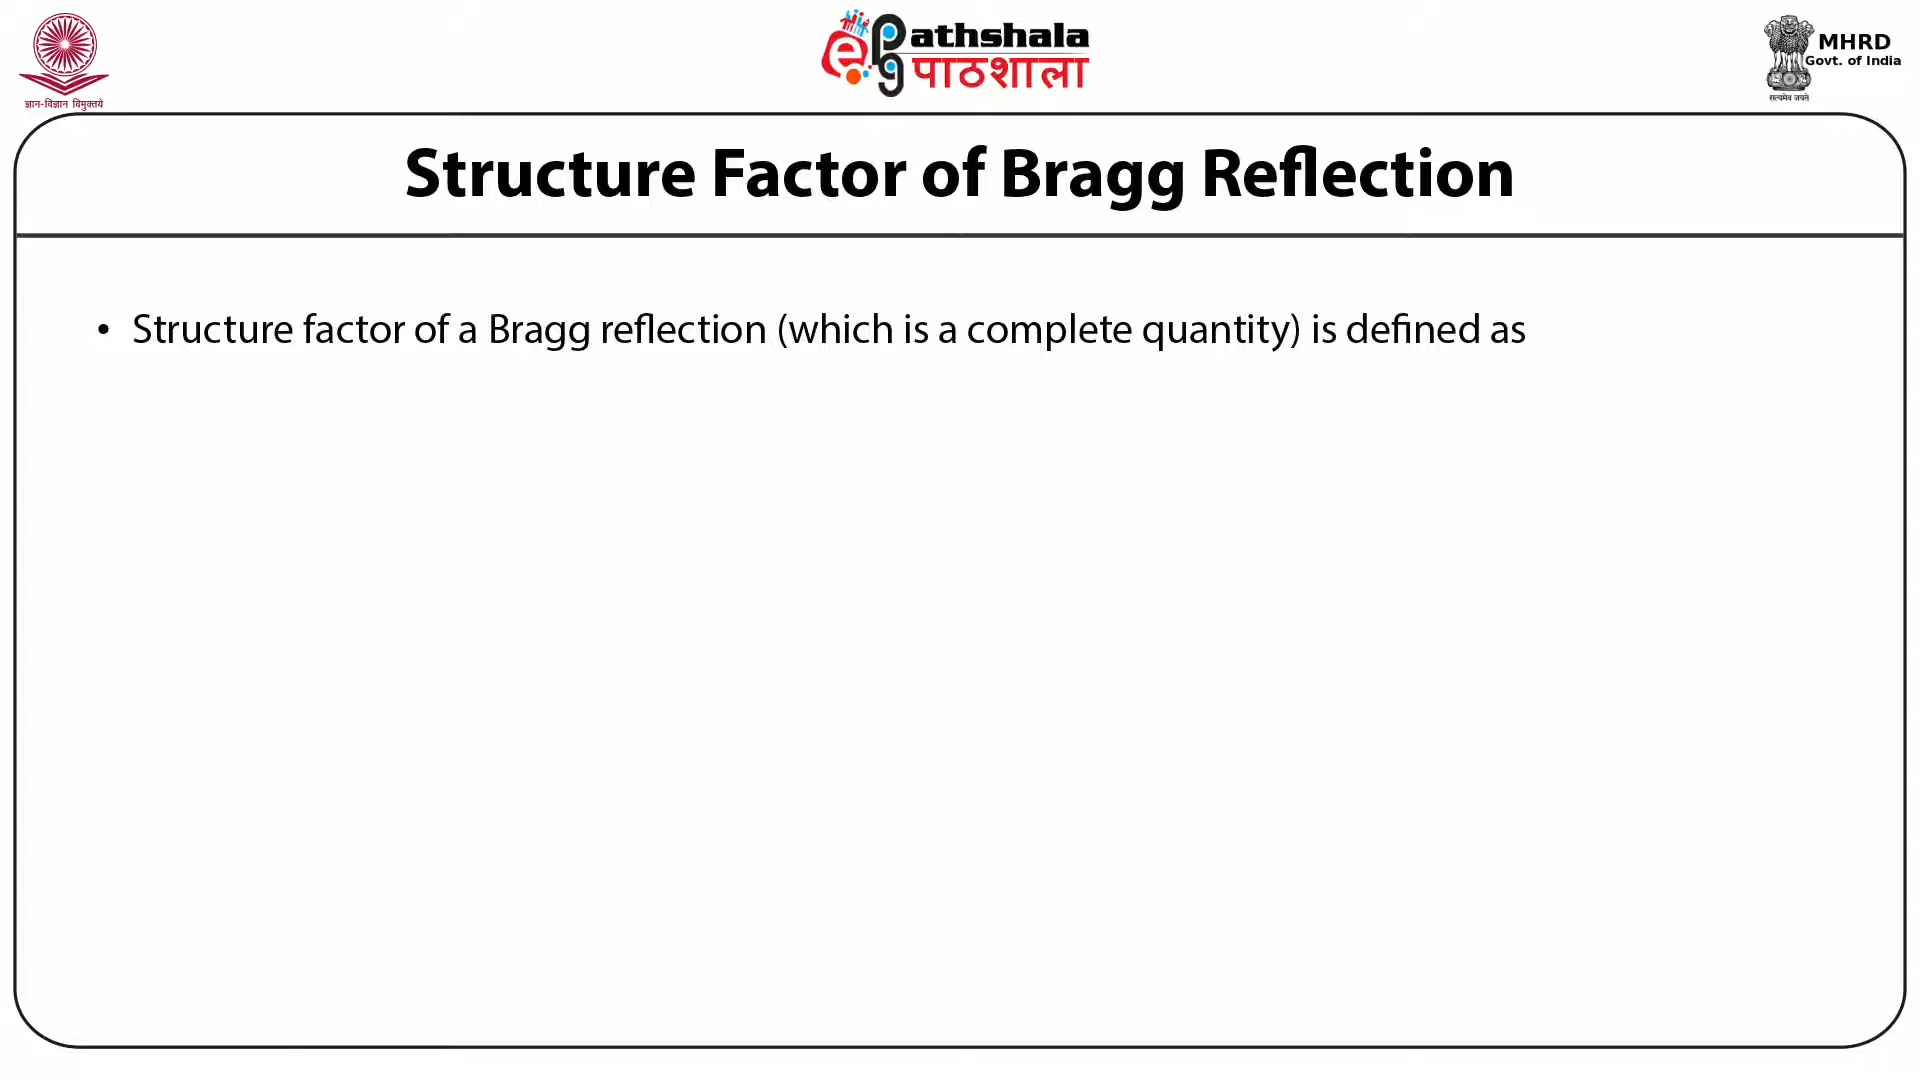 ज्ञान-विज्ञान विमुक्तये
ePathshala
पाठशाला
MHRD
Govt. of India
सत्यमेव जयते
Structure Factor of Bragg Reflection
• Structure factor of a Bragg reflection (which is a complete quantity) is defined as